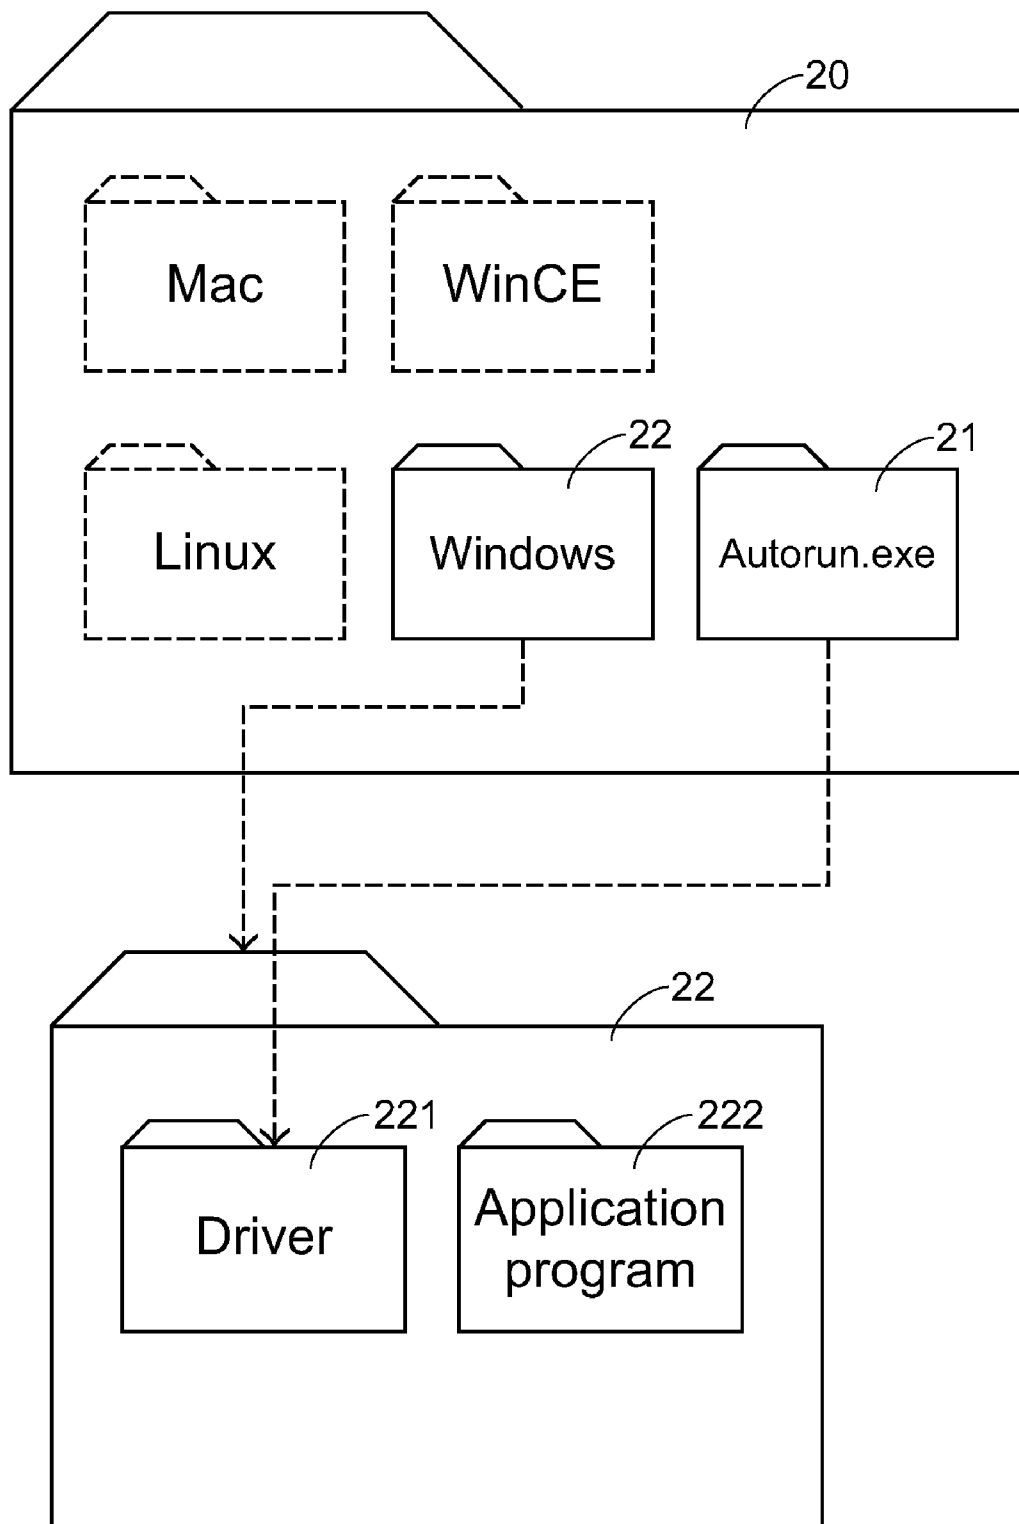 20
Mac
WinCE
22
21
Linux
Windows
Autorun.exe
22
221
222
Driver
Application
program